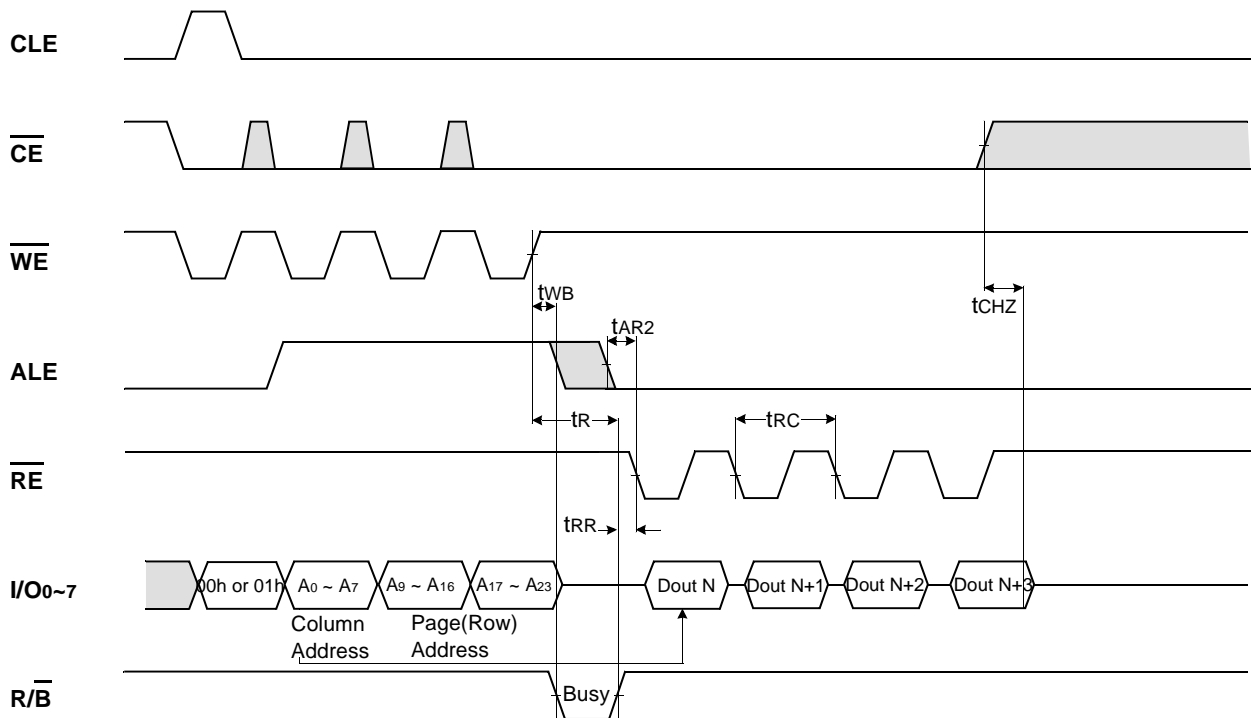 CLE
CE
WE
tWB
tCHZ
tAR2
ALE
tR
tRC
RE
tRR
I/O0~7
00h or 01h
A0 ~ A7
A9 ~ A16
A17 ~ A23
Dout N
Dout N+1
Dout N+2
Dout N+3
Column
Address
Page(Row)
Address
R/B
Busy